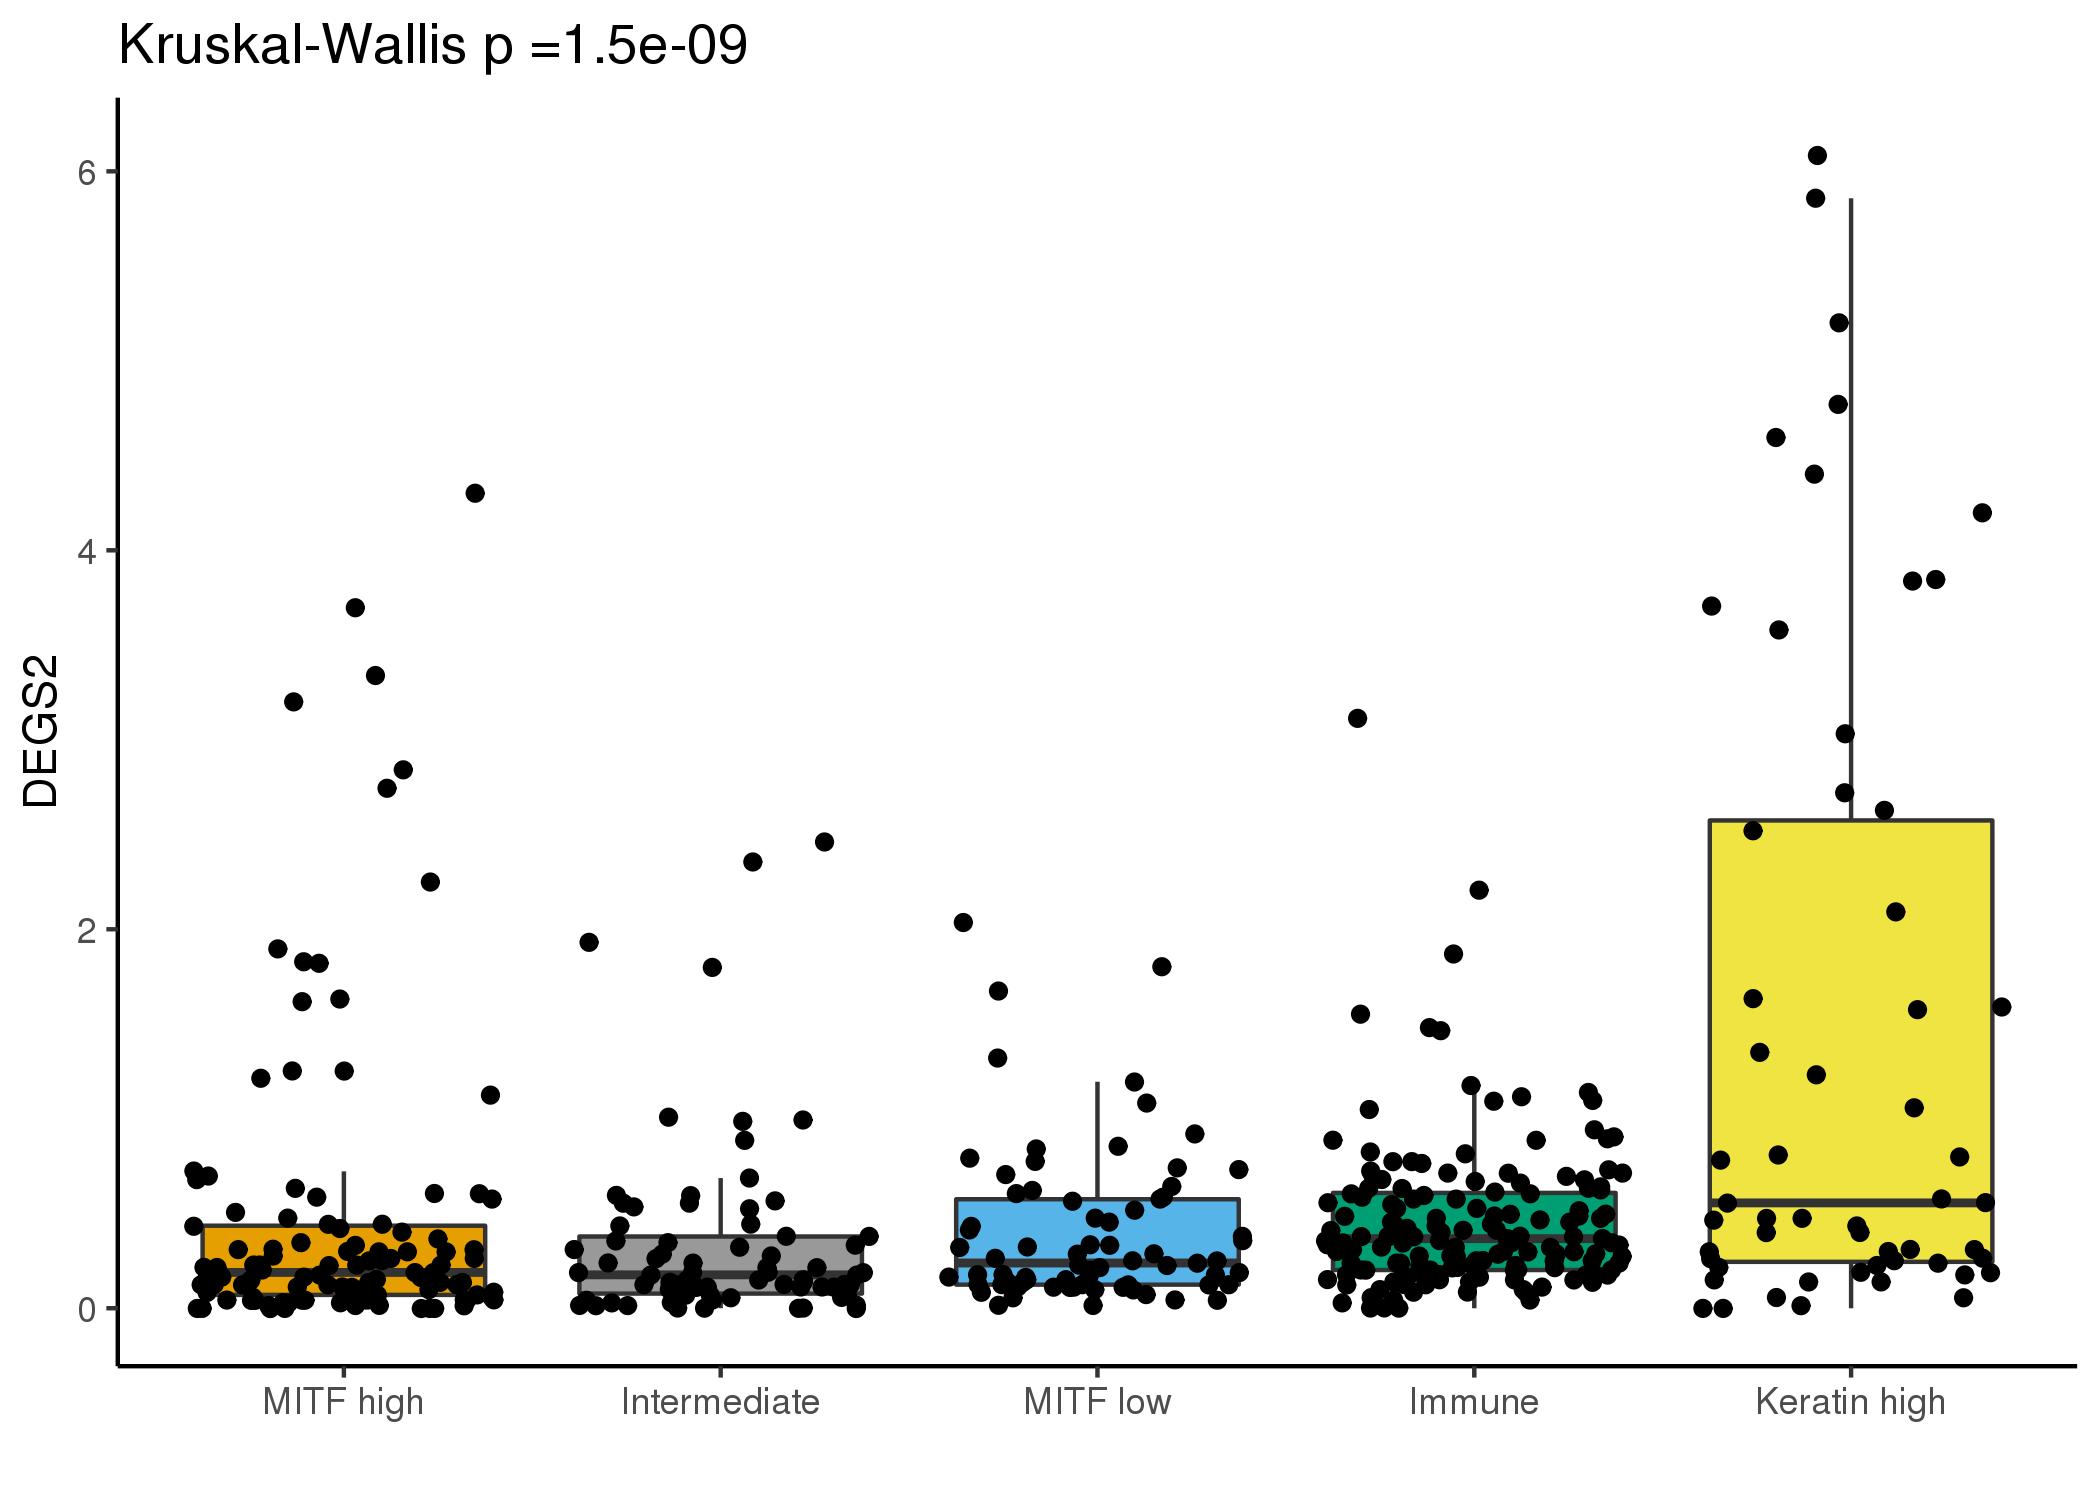 Kruskal-Wallis p =1.5e-09
DEGS2
6
4
2
0
MITF high
Intermediate
MITF low
Immune
Keratin high